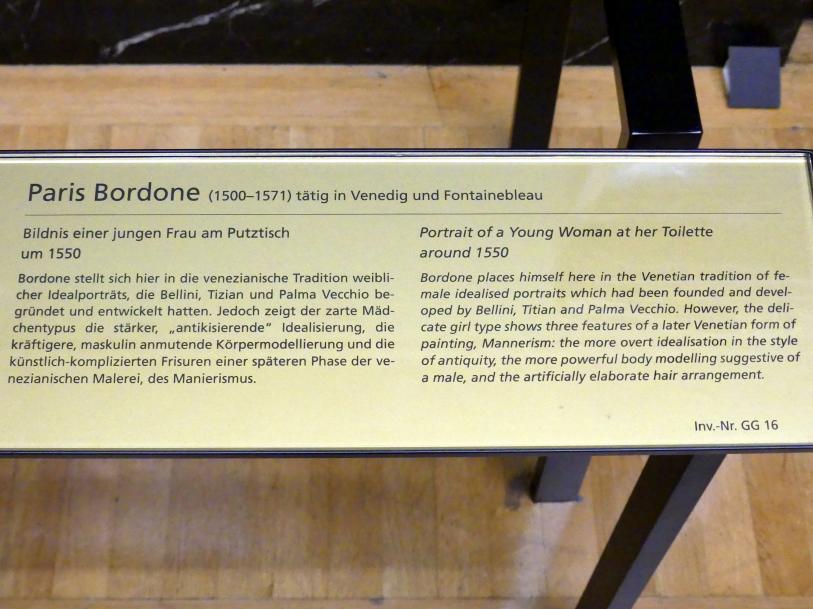 Paris Bordone (1500–1571) tätig in Venedig und Fontainebleau
Bildnis einer jungen Frau am Putztisch
um 1550
Bordone stellt sich hier in die venezianische Tradition weibli-
cher Idealporträts, die Bellini, Tizian und Palma Vecchio be-
gründet und entwickelt hatten. Jedoch zeigt der zarte Mäd-
chentypus die stärker, „antikisierende“ Idealisierung, die
kräftigere, maskulin anmutende Körpermodellierung und die
künstlich-komplizierten Frisuren einer späteren Phase der ve-
nezianischen Malerei, des Manierismus.
Portrait of a Young Woman at her Toilette
around 1550
Bordone places himself here in the Venetian tradition of fe-
male idealised portraits which had been founded and devel-
oped by Bellini, Titian and Palma Vecchio. However, the deli-
cate girl type shows three features of a later Venetian form of
painting, Mannerism: the more overt idealisation in the style
of antiquity, the more powerful body modelling suggestive of
a male, and the artificially elaborate hair arrangement.
Inv.-Nr. GG 16